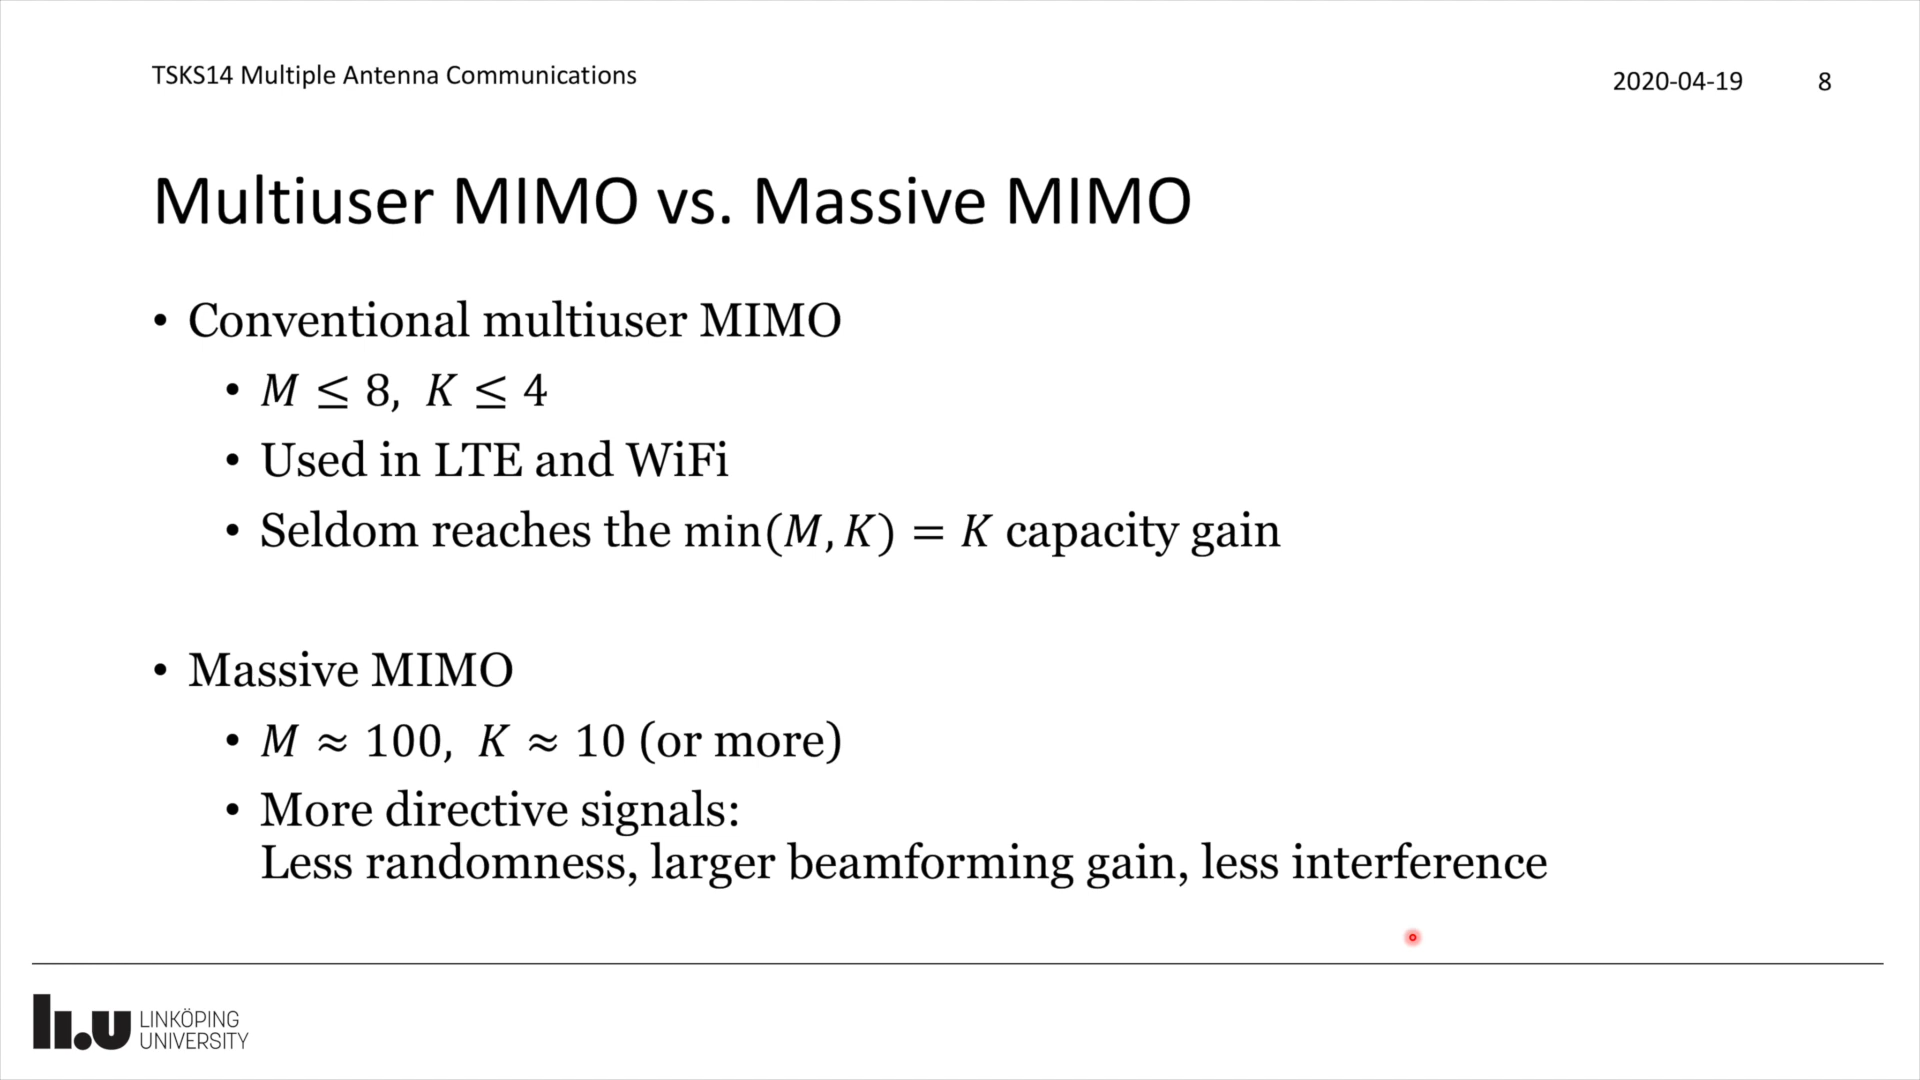 TSKS14 Multiple Antenna Communications
2020-04-19 8
Multiuser MIMO vs. Massive MIMO
• Conventional multiuser MIMO
• M ≤ 8, K ≤ 4
• Used in LTE and WiFi
• Seldom reaches the min(M, K) = K capacity gain
• Massive MIMO
• M ≈ 100, K ≈ 10 (or more)
• More directive signals:
Less randomness, larger beamforming gain, less interference
li.u LINKÖPING
UNIVERSITY